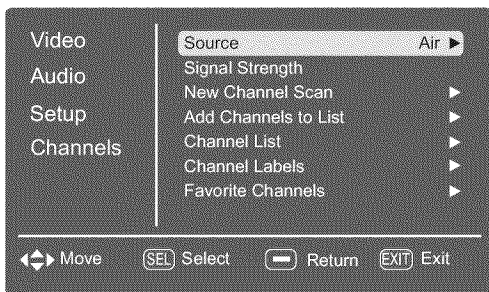 Video
Audio
Setup
Channels
Source Air ▶
Signal Strength
New Channel Scan ▶
Add Channels to List ▶
Channel List ▶
Channel Labels ▶
Favorite Channels ▶
Move SEL Select Return EXIT Exit